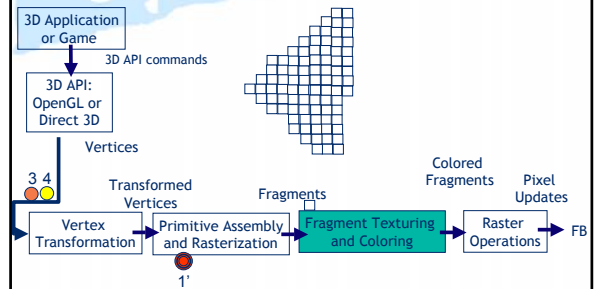 3D Application
or Game
3D API commands
3D API:
OpenGL or
Direct 3D
Vertices
3 4
Transformed
Vertices
Fragments
Colored
Fragments
Pixel
Updates
Vertex
Transformation
Primitive Assembly
and Rasterization
Fragment Texturing
and Coloring
Raster
Operations
FB
1'